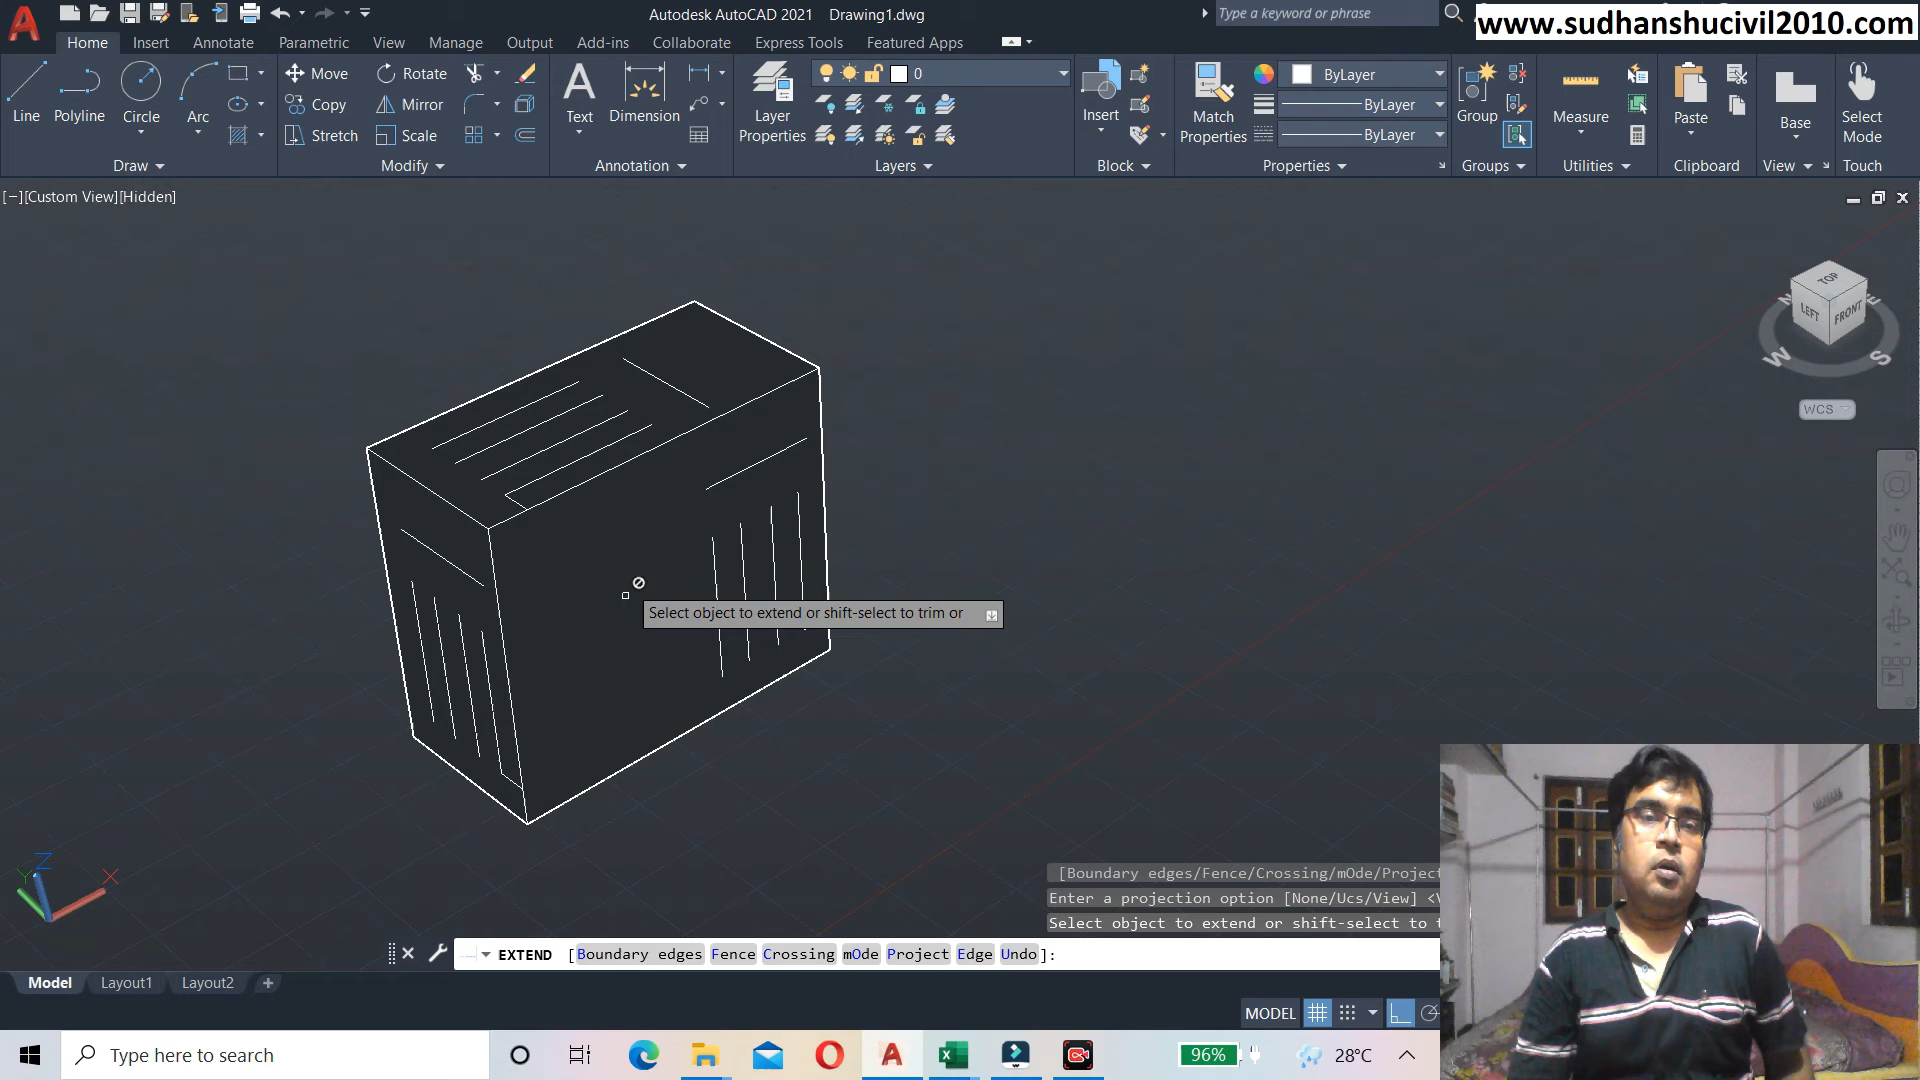 Autodesk AutoCAD 2021 Drawing1.dwg
Type a keyword or phrase
www.sudhanshucivil2010.com
Home Insert Annotate Parametric View Manage Output Add-ins Collaborate Express Tools Featured Apps
Line Polyline Circle Arc
Move Rotate
Copy Mirror
Stretch Scale
Text Dimension
Layer Properties
0
Insert
Match Properties
ByLayer
ByLayer
ByLayer
Group
Measure
Paste
Base
Select Mode
Draw Modify Annotation Layers Block Properties Groups Utilities Clipboard View Touch
[−][Custom View][Hidden]
TOP
LEFT FRONT
N E
W S
WCS
Select object to extend or shift-select to trim or
Z
Y X
[Boundary edges/Fence/Crossing/mOde/Project
Enter a projection option [None/Ucs/View] <V
Select object to extend or shift-select to t
EXTEND [Boundary edges Fence Crossing mOde Project Edge Undo]:
Model Layout1 Layout2 +
MODEL
Type here to search
96%
28°C